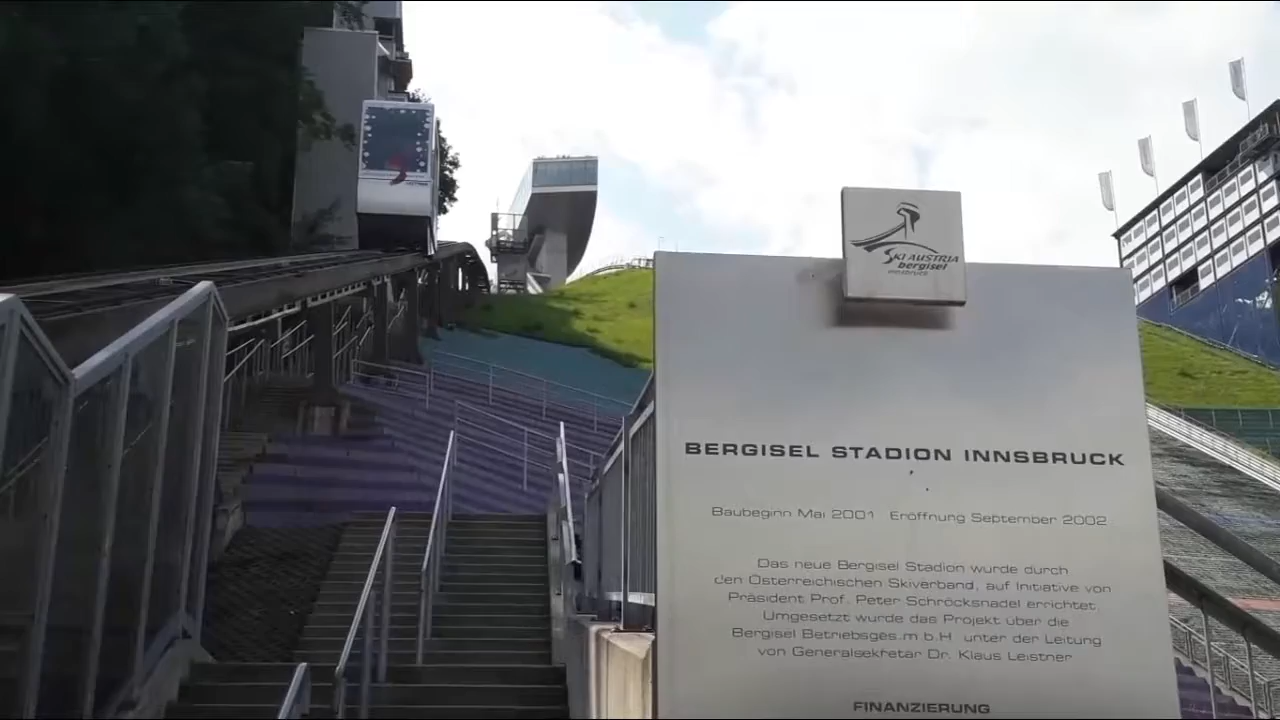 SKI AUSTRIA
bergisel
INNSBRUCK
BERGISEL STADION INNSBRUCK
Baubeginn Mai 2001 Eröffnung September 2002
Das neue Bergisel Stadion wurde durch
den Österreichischen Skiverband, auf Initiative von
Präsident Prof. Peter Schröcksnadel errichtet.
Umgesetzt wurde das Projekt über die
Bergisel Betriebsges.m.b.H unter der Leitung
von Generalsekretär Dr. Klaus Leistner
FINANZIERUNG